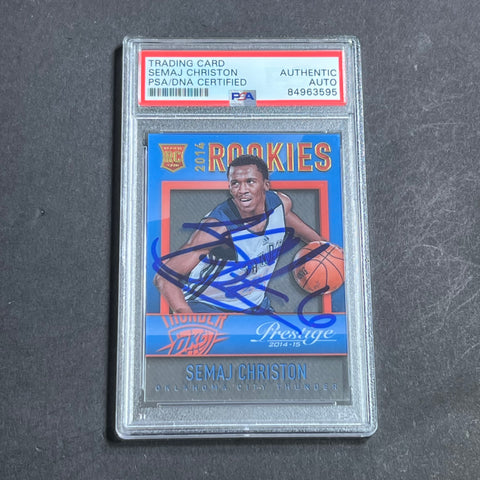 TRADING CARD
SEMAJ CHRISTON
PSA/DNA CERTIFIED
AUTHENTIC
AUTO
84963595
PSA
2014 ROOKIES
RC
THUNDER
OKC
Prestige
2014-15
SEMAJ CHRISTON
OKLAHOMA CITY THUNDER
6